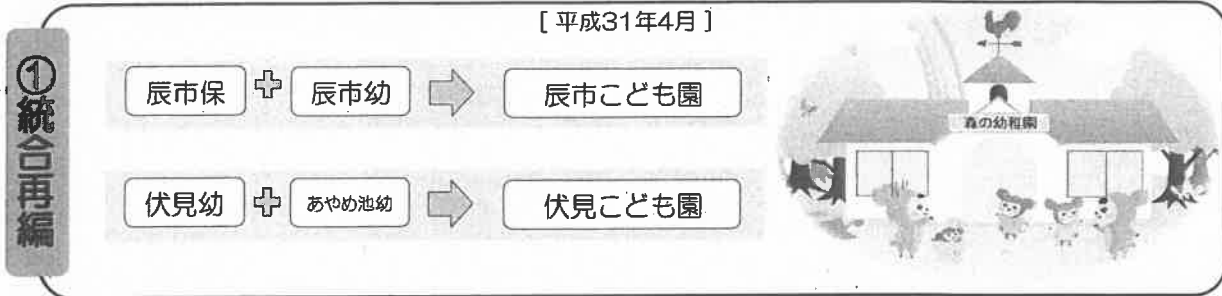 [ 平成31年4月 ]
①統合再編
辰市保 + 辰市幼 ⇨ 辰市こども園
伏見幼 + あやめ池幼 ⇨ 伏見こども園
森の幼稚園